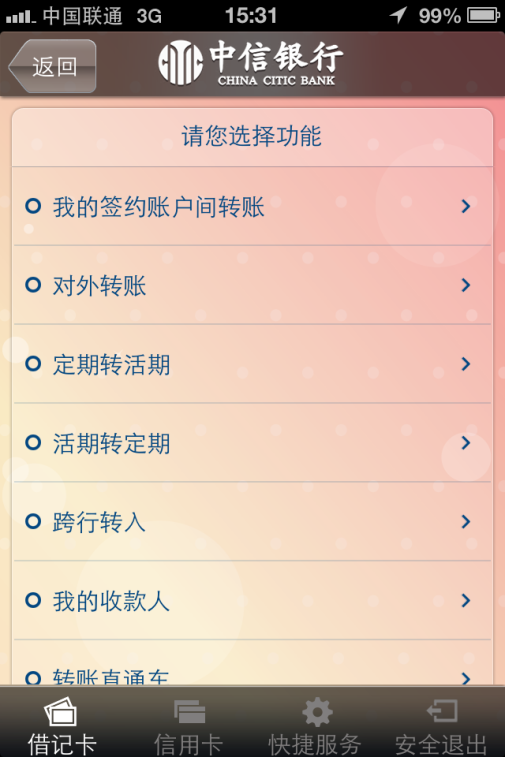 中国联通 3G 15:31 99%
返回
中信银行
CHINA CITIC BANK
请您选择功能
我的签约账户间转账
对外转账
定期转活期
活期转定期
跨行转入
我的收款人
转账直通车
借记卡 信用卡 快捷服务 安全退出